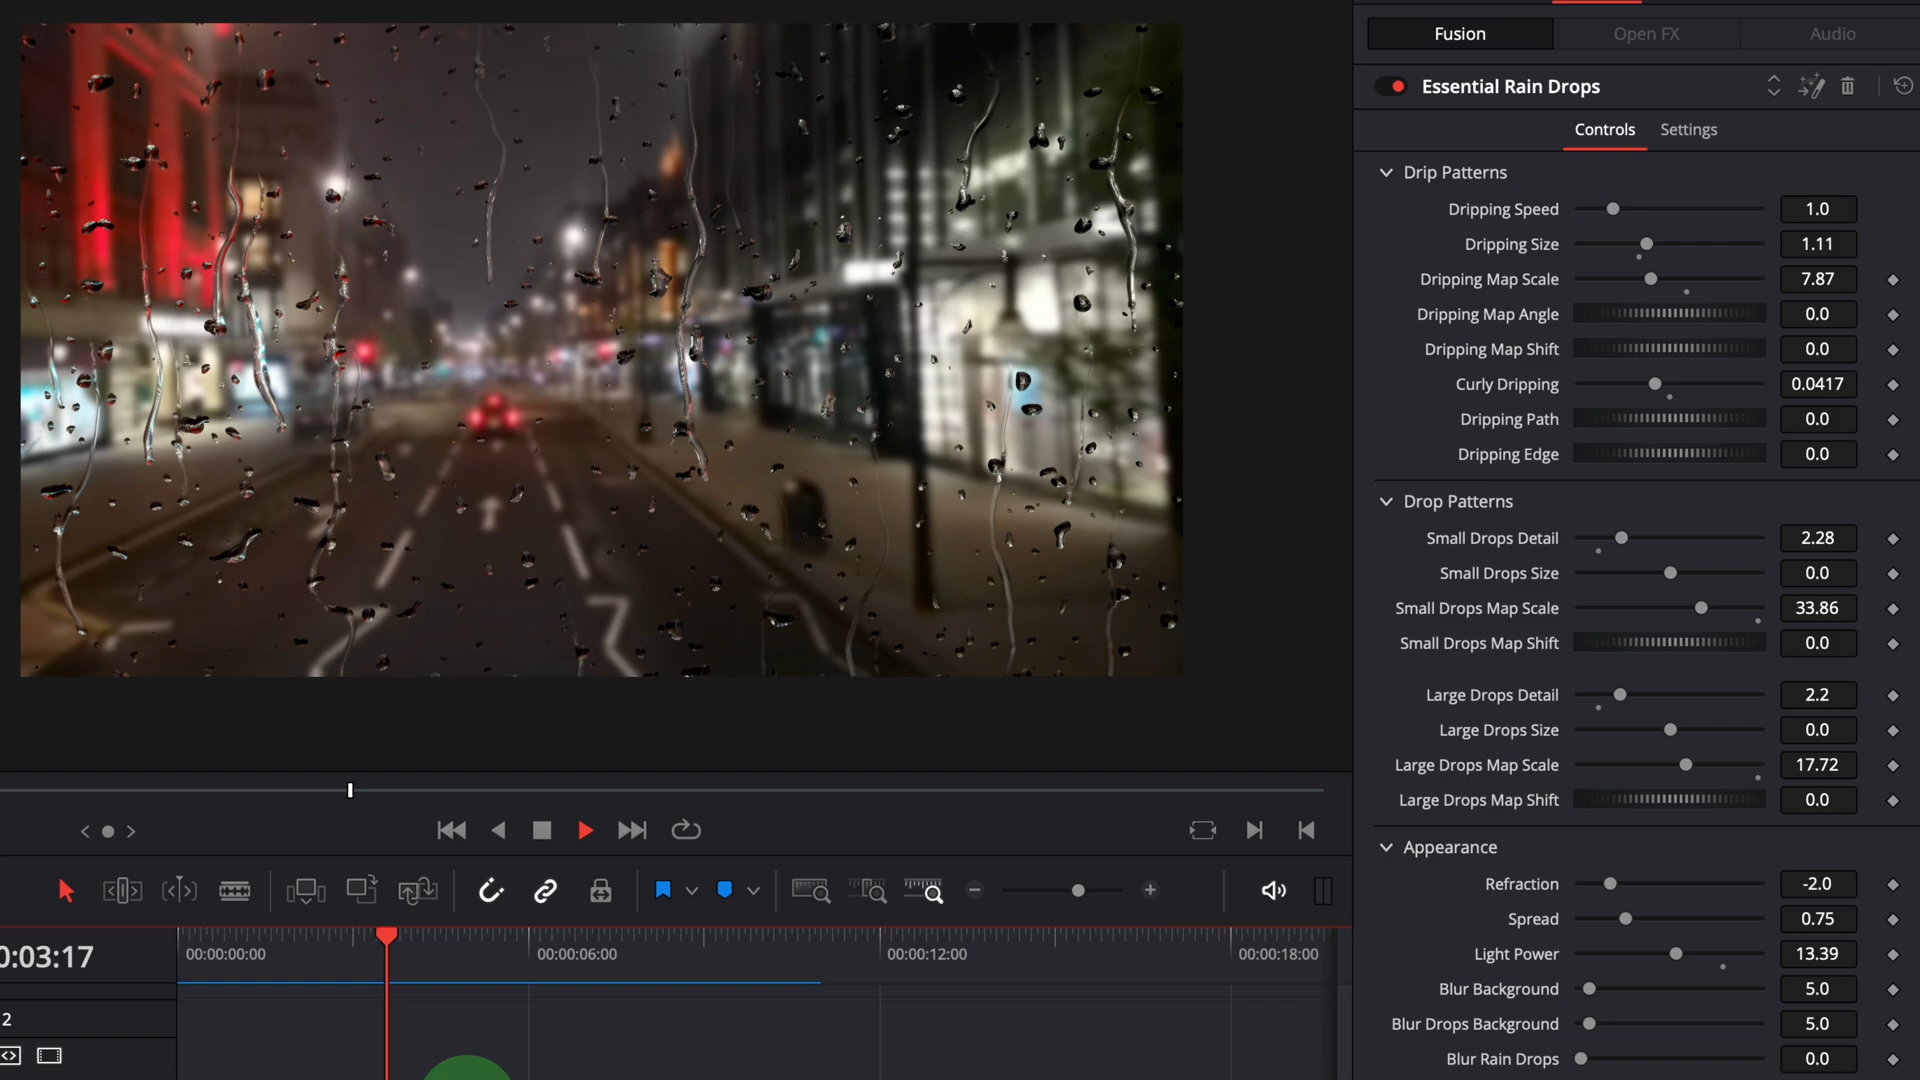 Fusion
Open FX
Audio
Essential Rain Drops
Controls
Settings
Drip Patterns
Dripping Speed 1.0
Dripping Size 1.11
Dripping Map Scale 7.87
Dripping Map Angle 0.0
Dripping Map Shift 0.0
Curly Dripping 0.0417
Dripping Path 0.0
Dripping Edge 0.0
Drop Patterns
Small Drops Detail 2.28
Small Drops Size 0.0
Small Drops Map Scale 33.86
Small Drops Map Shift 0.0
Large Drops Detail 2.2
Large Drops Size 0.0
Large Drops Map Scale 17.72
Large Drops Map Shift 0.0
Appearance
Refraction -2.0
Spread 0.75
Light Power 13.39
Blur Background 5.0
Blur Drops Background 5.0
Blur Rain Drops 0.0
0:03:17
00:00:00:00
00:00:06:00
00:00:12:00
00:00:18:00
2